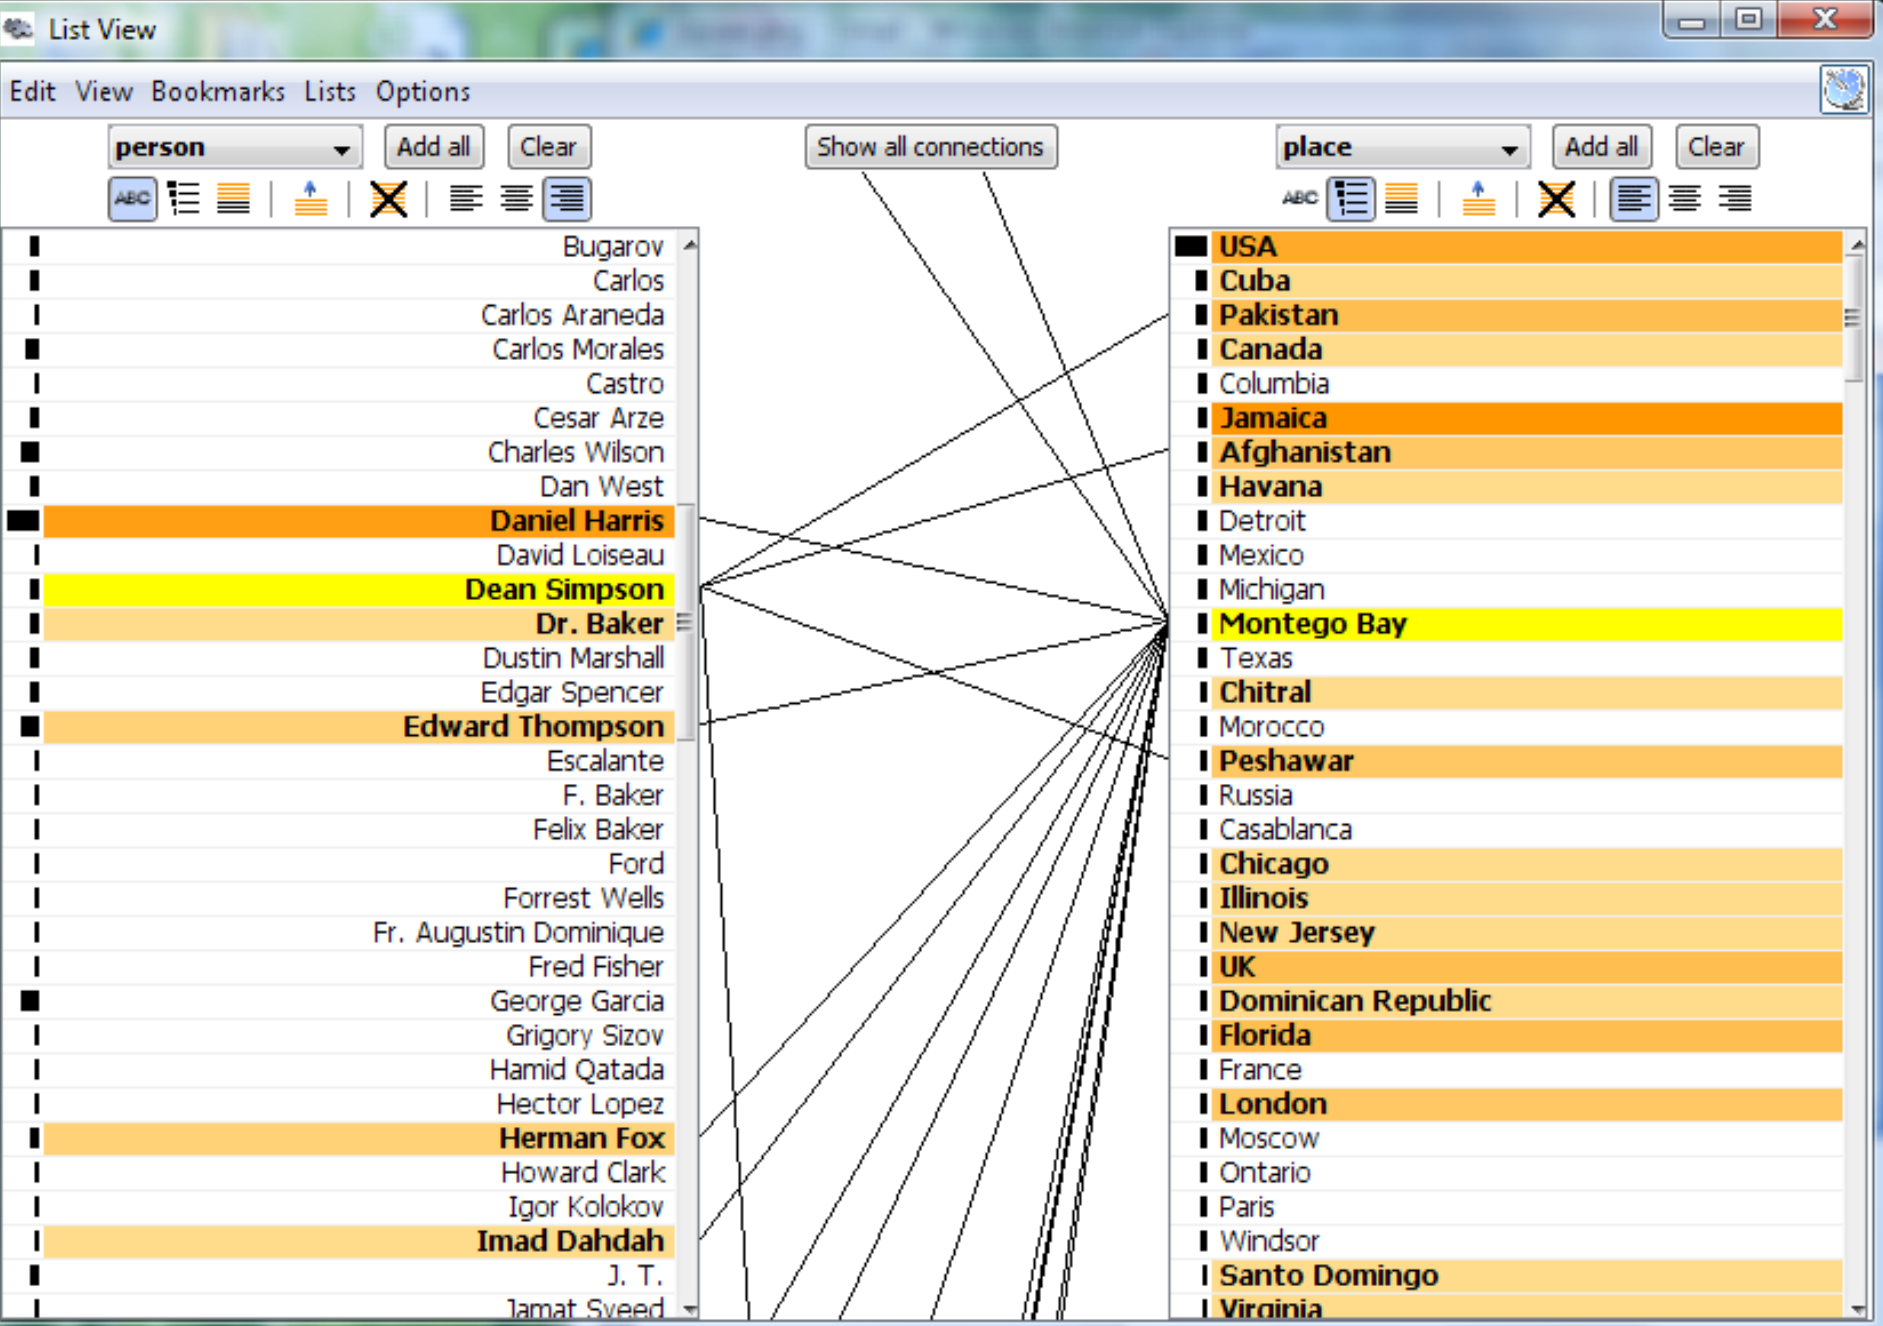 List View
Edit View Bookmarks Lists Options
person Add all Clear Show all connections place Add all Clear
ABC ABC
Bugarov
Carlos
Carlos Araneda
Carlos Morales
Castro
Cesar Arze
Charles Wilson
Dan West
Daniel Harris
David Loiseau
Dean Simpson
Dr. Baker
Dustin Marshall
Edgar Spencer
Edward Thompson
Escalante
F. Baker
Felix Baker
Ford
Forrest Wells
Fr. Augustin Dominique
Fred Fisher
George Garcia
Grigory Sizov
Hamid Qatada
Hector Lopez
Herman Fox
Howard Clark
Igor Kolokov
Imad Dahdah
J. T.
Jamat Syeed
USA
Cuba
Pakistan
Canada
Columbia
Jamaica
Afghanistan
Havana
Detroit
Mexico
Michigan
Montego Bay
Texas
Chitral
Morocco
Peshawar
Russia
Casablanca
Chicago
Illinois
New Jersey
UK
Dominican Republic
Florida
France
London
Moscow
Ontario
Paris
Windsor
Santo Domingo
Virginia